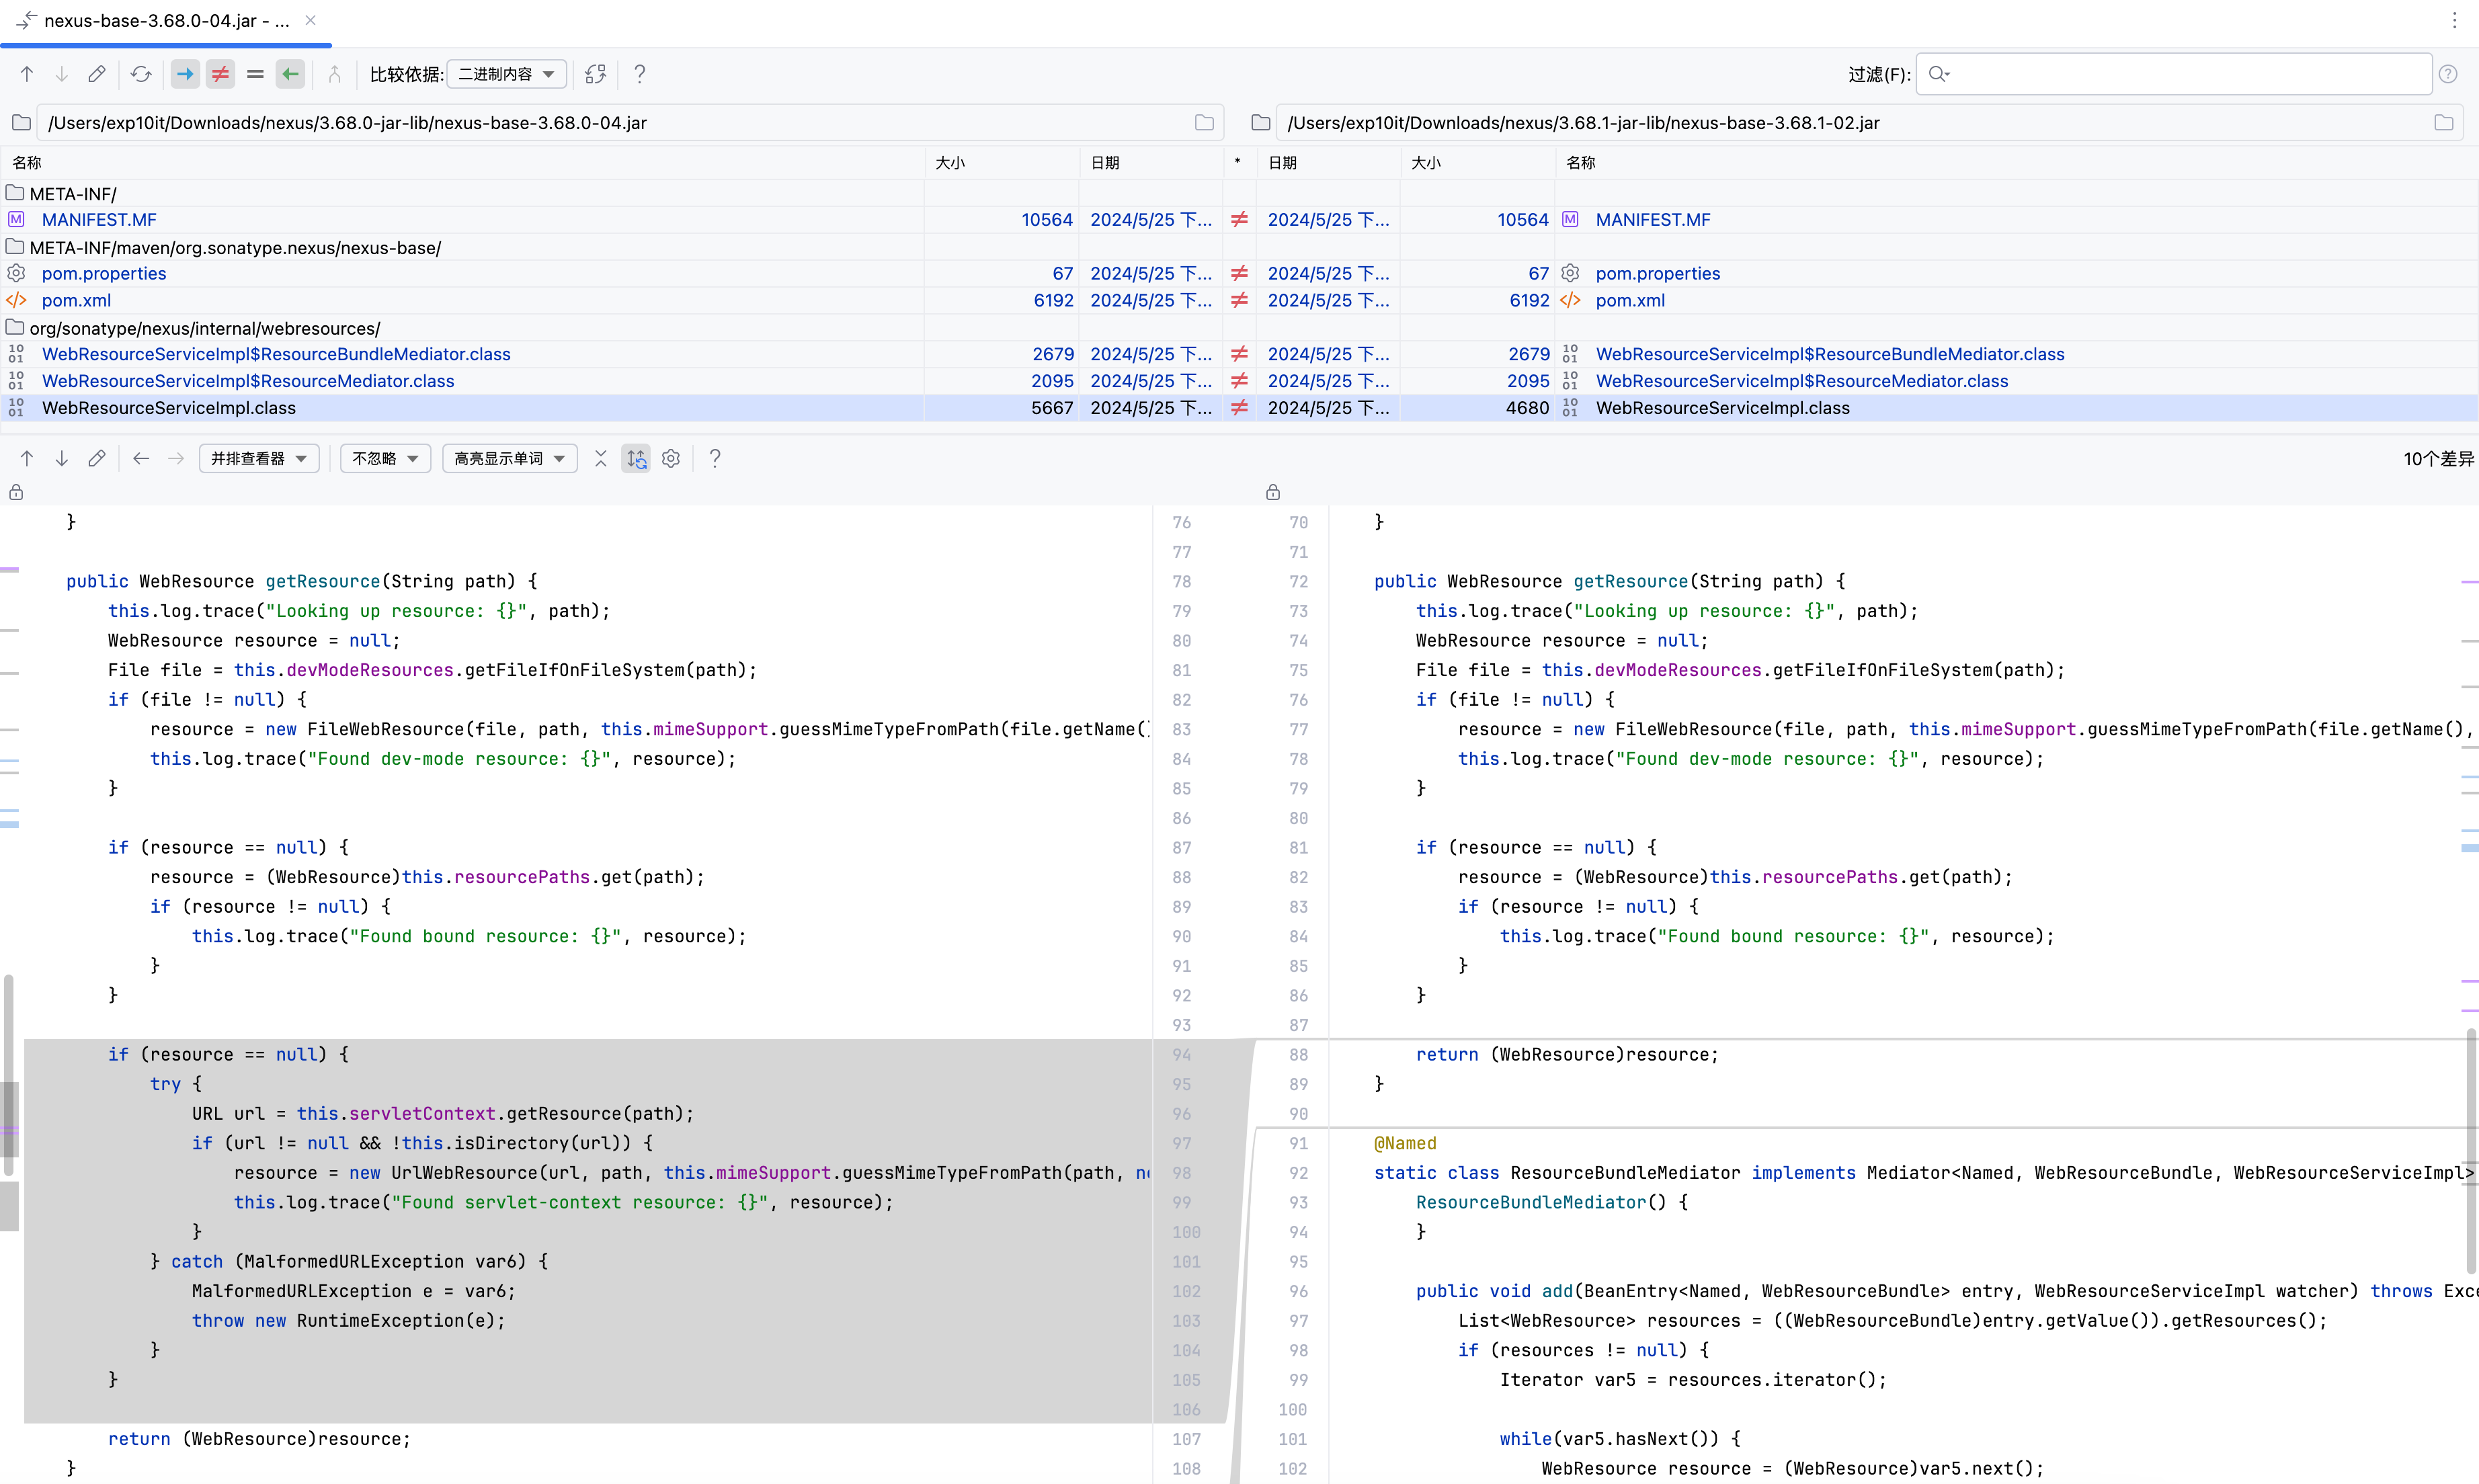 nexus-base-3.68.0-04.jar - ...
比较依据: 二进制内容 ? 过滤(F):
/Users/exp10it/Downloads/nexus/3.68.0-jar-lib/nexus-base-3.68.0-04.jar /Users/exp10it/Downloads/nexus/3.68.1-jar-lib/nexus-base-3.68.1-02.jar
名称 大小 日期 * 日期 大小 名称
META-INF/
MANIFEST.MF 10564 2024/5/25 下... ≠ 2024/5/25 下... 10564 MANIFEST.MF
META-INF/maven/org.sonatype.nexus/nexus-base/
pom.properties 67 2024/5/25 下... ≠ 2024/5/25 下... 67 pom.properties
pom.xml 6192 2024/5/25 下... ≠ 2024/5/25 下... 6192 pom.xml
org/sonatype/nexus/internal/webresources/
WebResourceServiceImpl$ResourceBundleMediator.class 2679 2024/5/25 下... ≠ 2024/5/25 下... 2679 WebResourceServiceImpl$ResourceBundleMediator.class
WebResourceServiceImpl$ResourceMediator.class 2095 2024/5/25 下... ≠ 2024/5/25 下... 2095 WebResourceServiceImpl$ResourceMediator.class
WebResourceServiceImpl.class 5667 2024/5/25 下... ≠ 2024/5/25 下... 4680 WebResourceServiceImpl.class
并排查看器 不忽略 高亮显示单词 ? 10个差异
} 76 70 }
77 71
public WebResource getResource(String path) { 78 72 public WebResource getResource(String path) {
this.log.trace("Looking up resource: {}", path); 79 73 this.log.trace("Looking up resource: {}", path);
WebResource resource = null; 80 74 WebResource resource = null;
File file = this.devModeResources.getFileIfOnFileSystem(path); 81 75 File file = this.devModeResources.getFileIfOnFileSystem(path);
if (file != null) { 82 76 if (file != null) {
resource = new FileWebResource(file, path, this.mimeSupport.guessMimeTypeFromPath(file.getName() 83 77 resource = new FileWebResource(file, path, this.mimeSupport.guessMimeTypeFromPath(file.getName(),
this.log.trace("Found dev-mode resource: {}", resource); 84 78 this.log.trace("Found dev-mode resource: {}", resource);
} 85 79 }
86 80
if (resource == null) { 87 81 if (resource == null) {
resource = (WebResource)this.resourcePaths.get(path); 88 82 resource = (WebResource)this.resourcePaths.get(path);
if (resource != null) { 89 83 if (resource != null) {
this.log.trace("Found bound resource: {}", resource); 90 84 this.log.trace("Found bound resource: {}", resource);
} 91 85 }
} 92 86 }
93 87
if (resource == null) { 94 88 return (WebResource)resource;
try { 95 89 }
URL url = this.servletContext.getResource(path); 96 90
if (url != null && !this.isDirectory(url)) { 97 91 @Named
resource = new UrlWebResource(url, path, this.mimeSupport.guessMimeTypeFromPath(path, 98 92 static class ResourceBundleMediator implements Mediator<Named, WebResourceBundle, WebResourceServiceImpl>
this.log.trace("Found servlet-context resource: {}", resource); 99 93 ResourceBundleMediator() {
} 100 94 }
} catch (MalformedURLException var6) { 101 95
MalformedURLException e = var6; 102 96 public void add(BeanEntry<Named, WebResourceBundle> entry, WebResourceServiceImpl watcher) throws Exce
throw new RuntimeException(e); 103 97 List<WebResource> resources = ((WebResourceBundle)entry.getValue()).getResources();
} 104 98 if (resources != null) {
} 105 99 Iterator var5 = resources.iterator();
106 100
return (WebResource)resource; 107 101 while(var5.hasNext()) {
} 108 102 WebResource resource = (WebResource)var5.next();